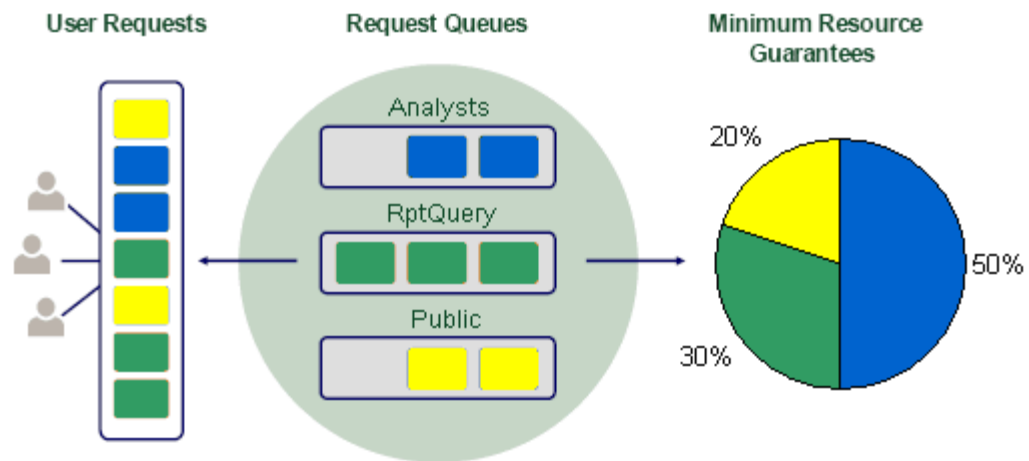 User Requests
Request Queues
Minimum Resource
Guarantees
Analysts
RptQuery
Public
20%
50%
30%